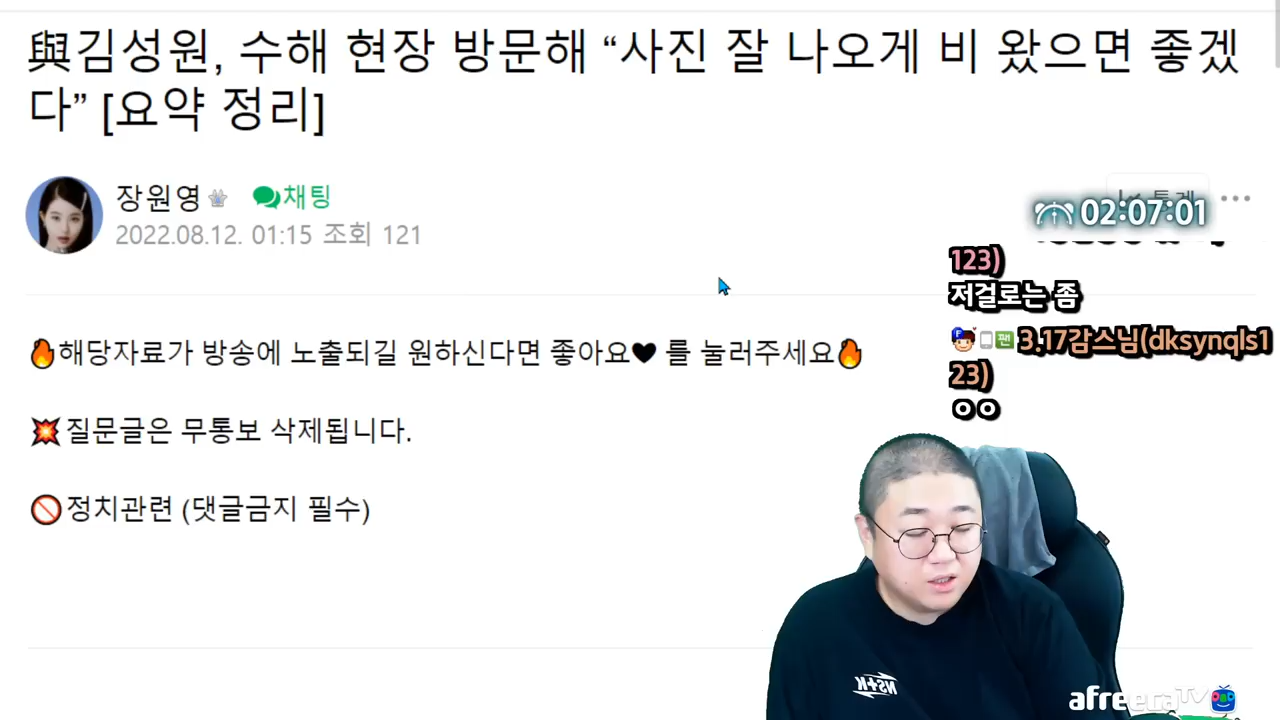 與김성원, 수해 현장 방문해 “사진 잘 나오게 비 왔으면 좋겠
다” [요약 정리]
장원영 채팅
2022.08.12. 01:15 조회 121
통계
02:07:01
123)
저걸로는 좀
팬 3.17감스님(dksynqls1
23)
ㅇㅇ
🔥해당자료가 방송에 노출되길 원하신다면 좋아요🖤 를 눌러주세요🔥
💥질문글은 무통보 삭제됩니다.
🚫정치관련 (댓글금지 필수)
NS+K
afreecaTV